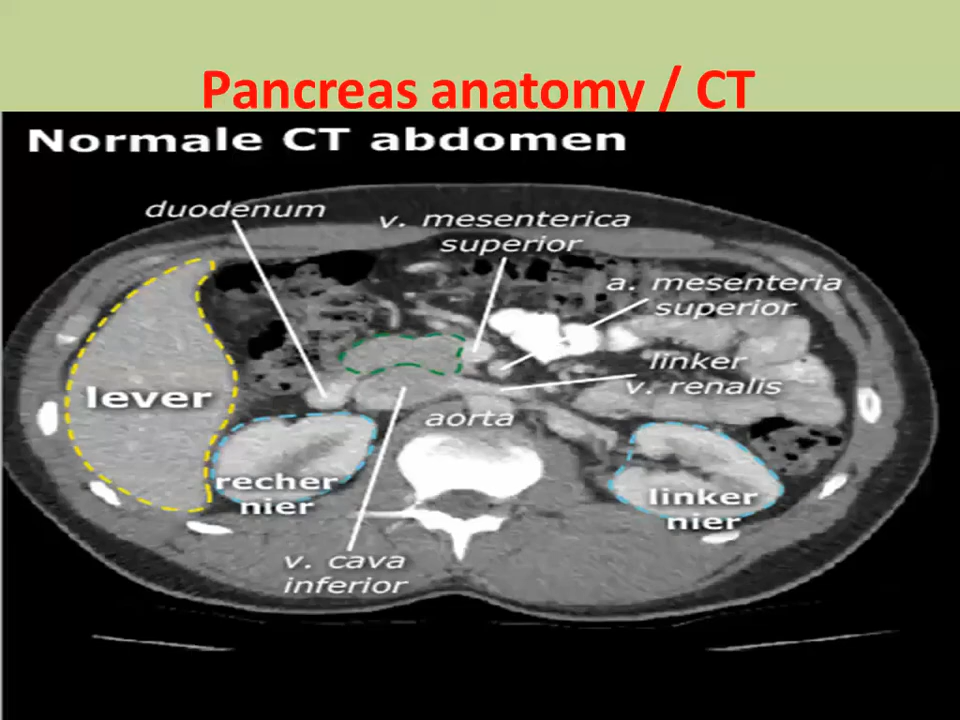 Pancreas anatomy / CT
Normale CT abdomen
duodenum
v. mesenterica
superior
a. mesenteria
superior
linker
v. renalis
lever
aorta
recher
nier
linker
nier
v. cava
inferior